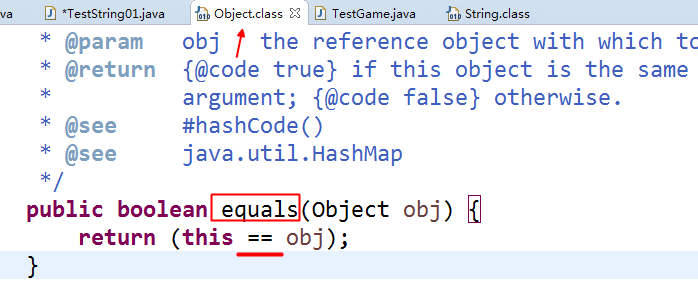 va *TestString01.java Object.class TestGame.java String.class
* @param obj the reference object with which to
* @return {@code true} if this object is the same
* argument; {@code false} otherwise.
* @see #hashCode()
* @see java.util.HashMap
*/
public boolean equals(Object obj) {
return (this == obj);
}